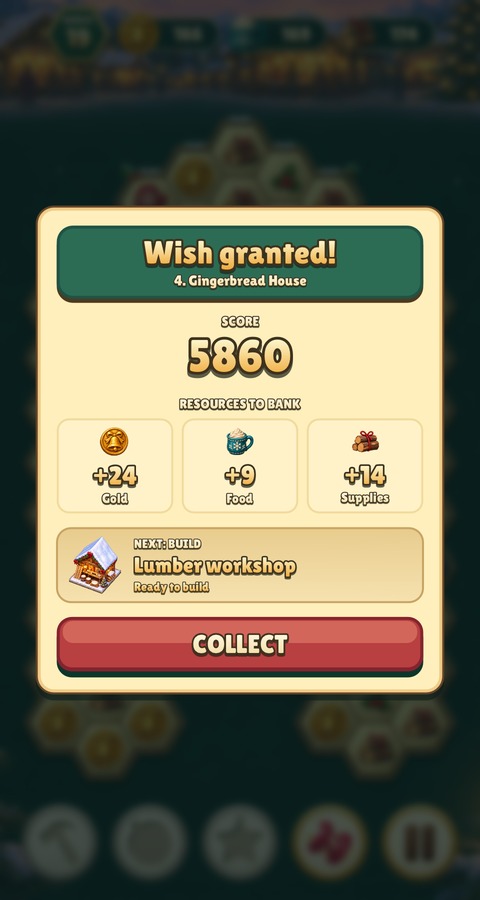 Wish granted!
4. Gingerbread House
SCORE
5860
RESOURCES TO BANK
+24
Gold
+9
Food
+14
Supplies
NEXT: BUILD
Lumber workshop
Ready to build
COLLECT